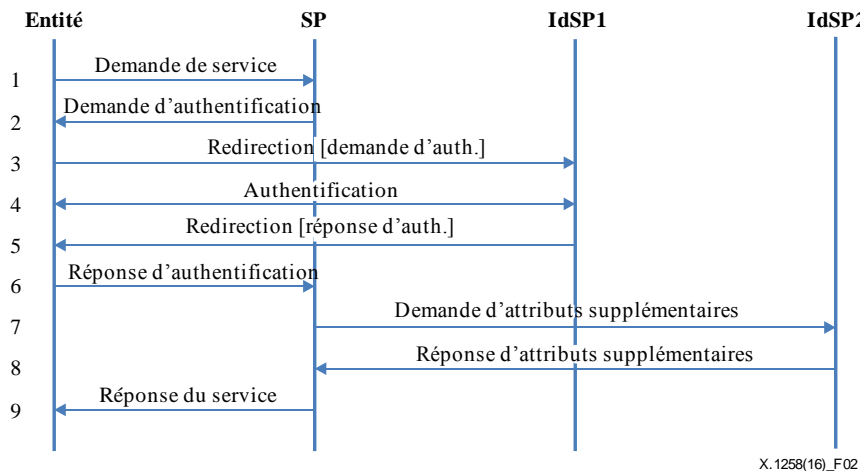 Entité SP IdSP1 IdSP2
1 Demande de service
2 Demande d'authentification
3 Redirection [demande d'auth.]
4 Authentification
5 Redirection [réponse d'auth.]
6 Réponse d'authentification
7 Demande d'attributs supplémentaires
8 Réponse d'attributs supplémentaires
9 Réponse du service
X.1258(16)_F02